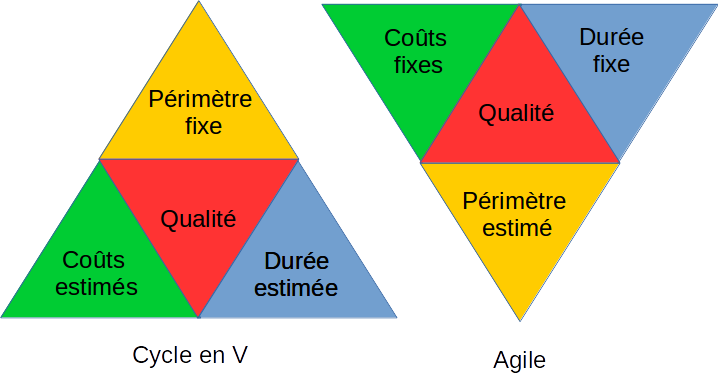 Périmètre
fixe
Qualité
Coûts
estimés
Durée
estimée
Cycle en V
Coûts
fixes
Durée
fixe
Qualité
Périmètre
estimé
Agile